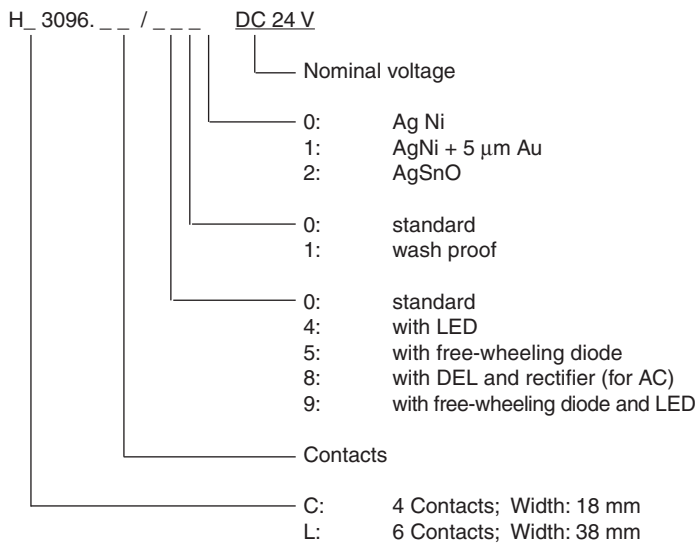 H_ 3096. _ _ / _ _ _ DC 24 V
Nominal voltage
0: Ag Ni
1: AgNi + 5 μm Au
2: AgSnO
0: standard
1: wash proof
0: standard
4: with LED
5: with free-wheeling diode
8: with DEL and rectifier (for AC)
9: with free-wheeling diode and LED
Contacts
C: 4 Contacts; Width: 18 mm
L: 6 Contacts; Width: 38 mm